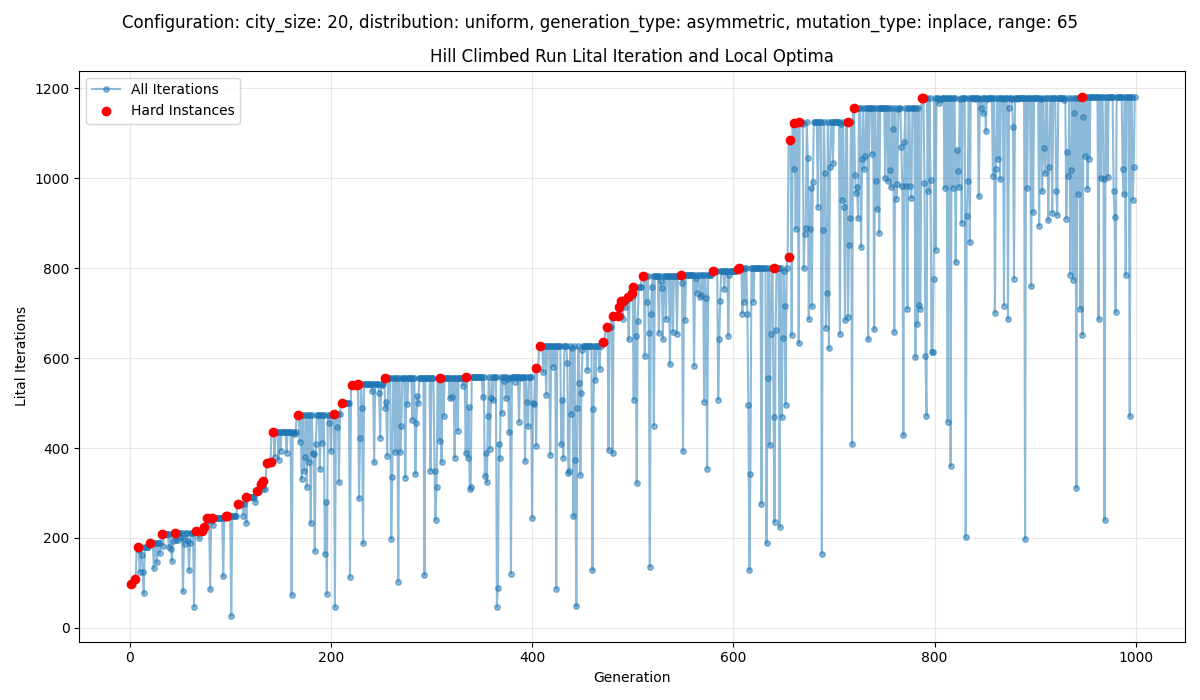 Configuration: city_size: 20, distribution: uniform, generation_type: asymmetric, mutation_type: inplace, range: 65
Hill Climbed Run Lital Iteration and Local Optima
All Iterations
Hard Instances
Lital Iterations
1200
1000
800
600
400
200
0
0 200 400 600 800 1000
Generation